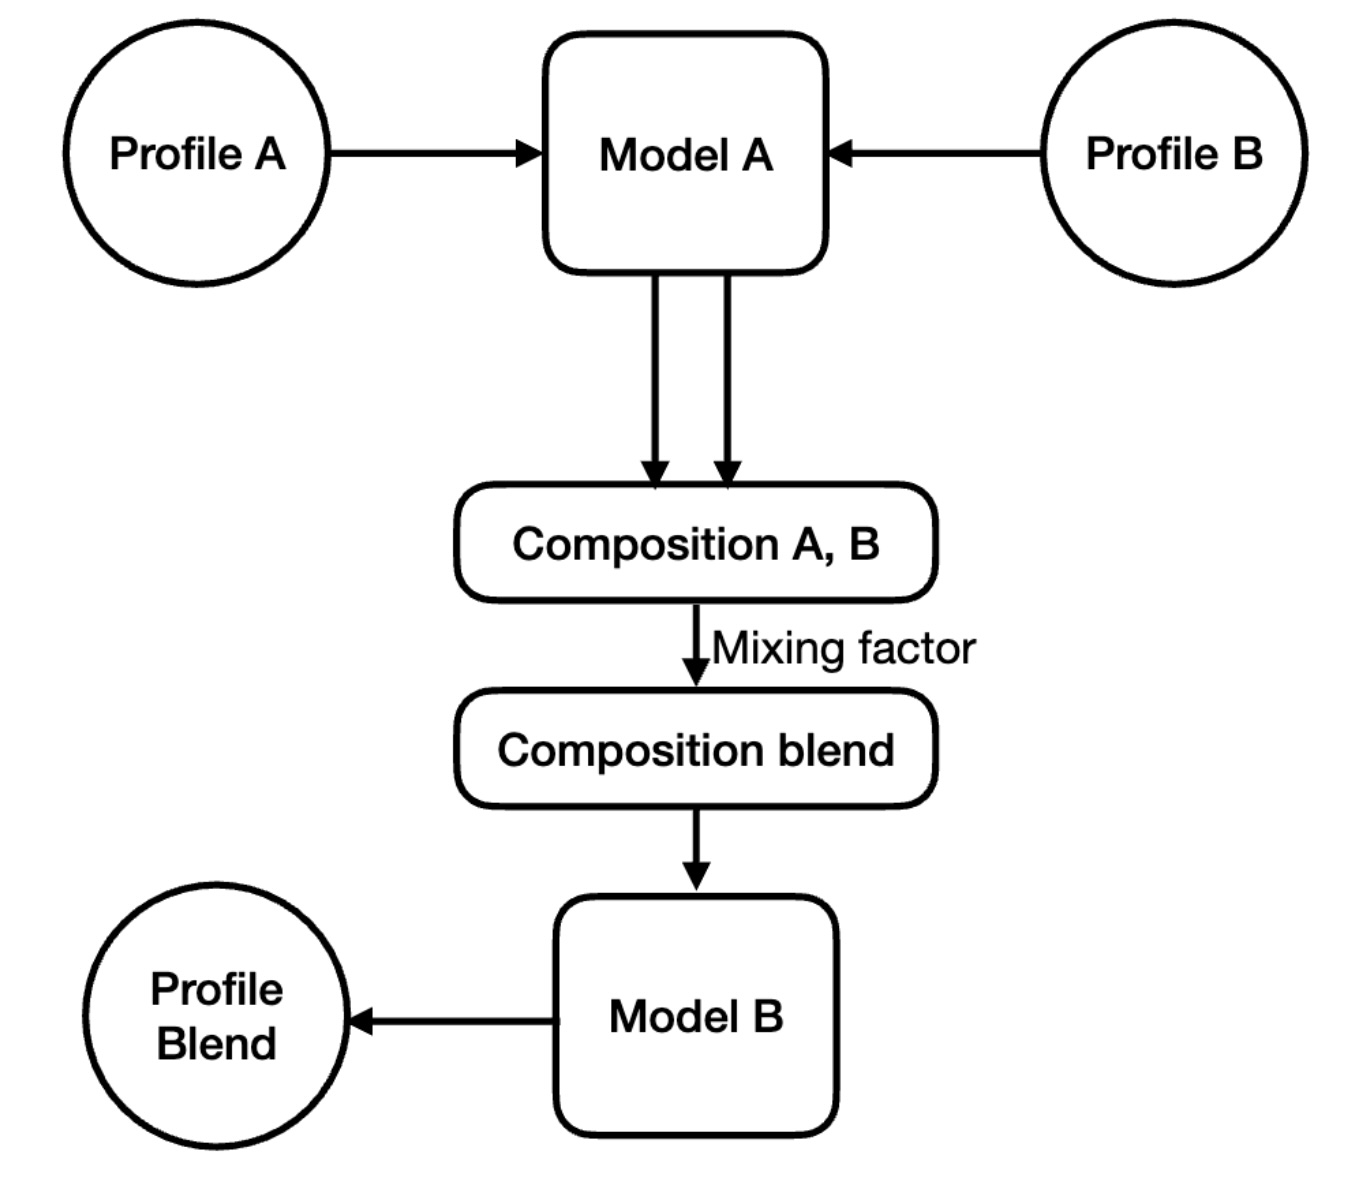 Profile A
Model A
Profile B
Composition A, B
Mixing factor
Composition blend
Profile
Blend
Model B